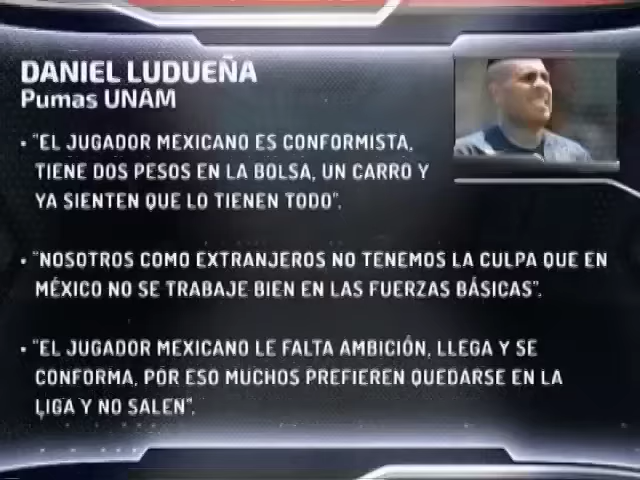 DANIEL LUDUEÑA
Pumas UNAM
• "EL JUGADOR MEXICANO ES CONFORMISTA,
TIENE DOS PESOS EN LA BOLSA, UN CARRO Y
YA SIENTEN QUE LO TIENEN TODO".
• "NOSOTROS COMO EXTRANJEROS NO TENEMOS LA CULPA QUE EN
MÉXICO NO SE TRABAJE BIEN EN LAS FUERZAS BÁSICAS".
• "EL JUGADOR MEXICANO LE FALTA AMBICIÓN, LLEGA Y SE
CONFORMA, POR ESO MUCHOS PREFIEREN QUEDARSE EN LA
LIGA Y NO SALEN".